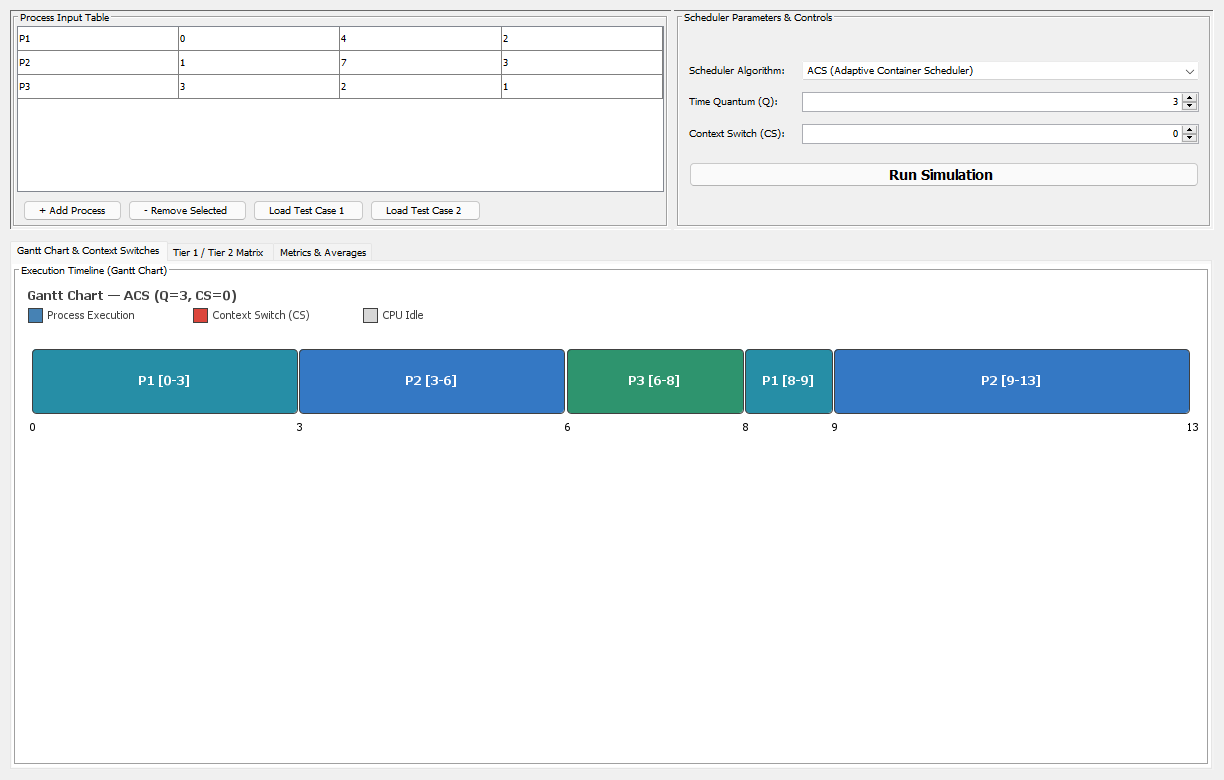 Process Input Table
P1 0 4 2
P2 1 7 3
P3 3 2 1
+ Add Process - Remove Selected Load Test Case 1 Load Test Case 2
Scheduler Parameters & Controls
Scheduler Algorithm: ACS (Adaptive Container Scheduler)
Time Quantum (Q): 3
Context Switch (CS): 0
Run Simulation
Gantt Chart & Context Switches Tier 1 / Tier 2 Matrix Metrics & Averages
Execution Timeline (Gantt Chart)
Gantt Chart — ACS (Q=3, CS=0)
Process Execution Context Switch (CS) CPU Idle
P1 [0-3] P2 [3-6] P3 [6-8] P1 [8-9] P2 [9-13]
0 3 6 8 9 13